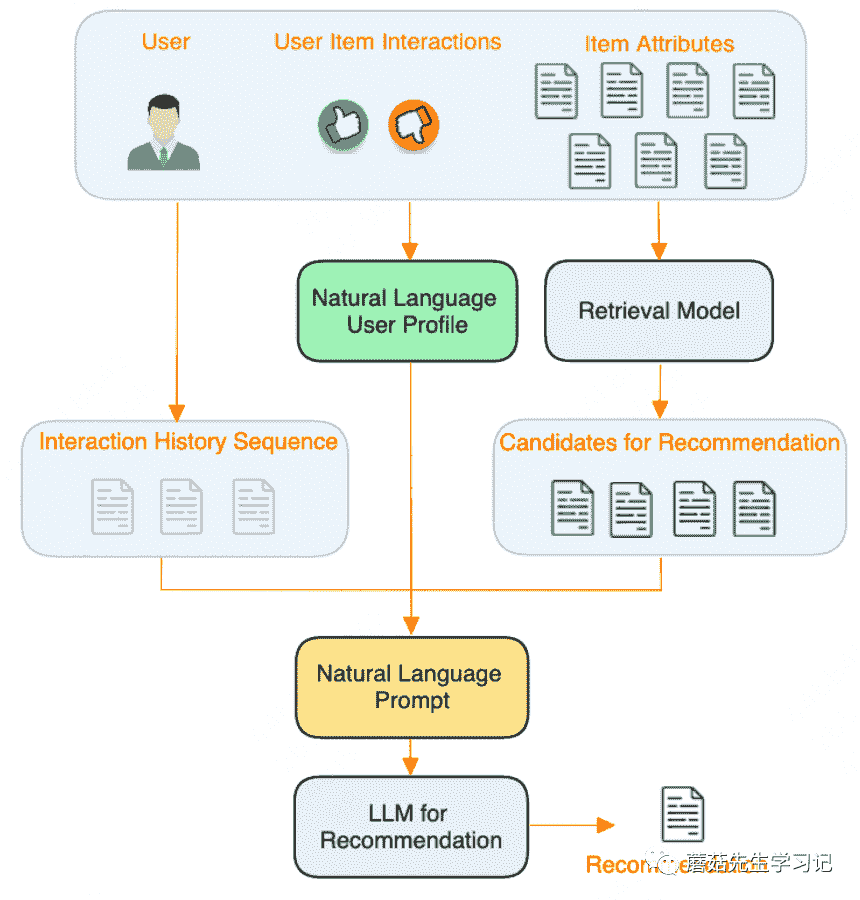 User
User Item Interactions
Item Attributes
Natural Language
User Profile
Retrieval Model
Interaction History Sequence
Candidates for Recommendation
Natural Language
Prompt
LLM for
Recommendation
蘑菇先生学习记